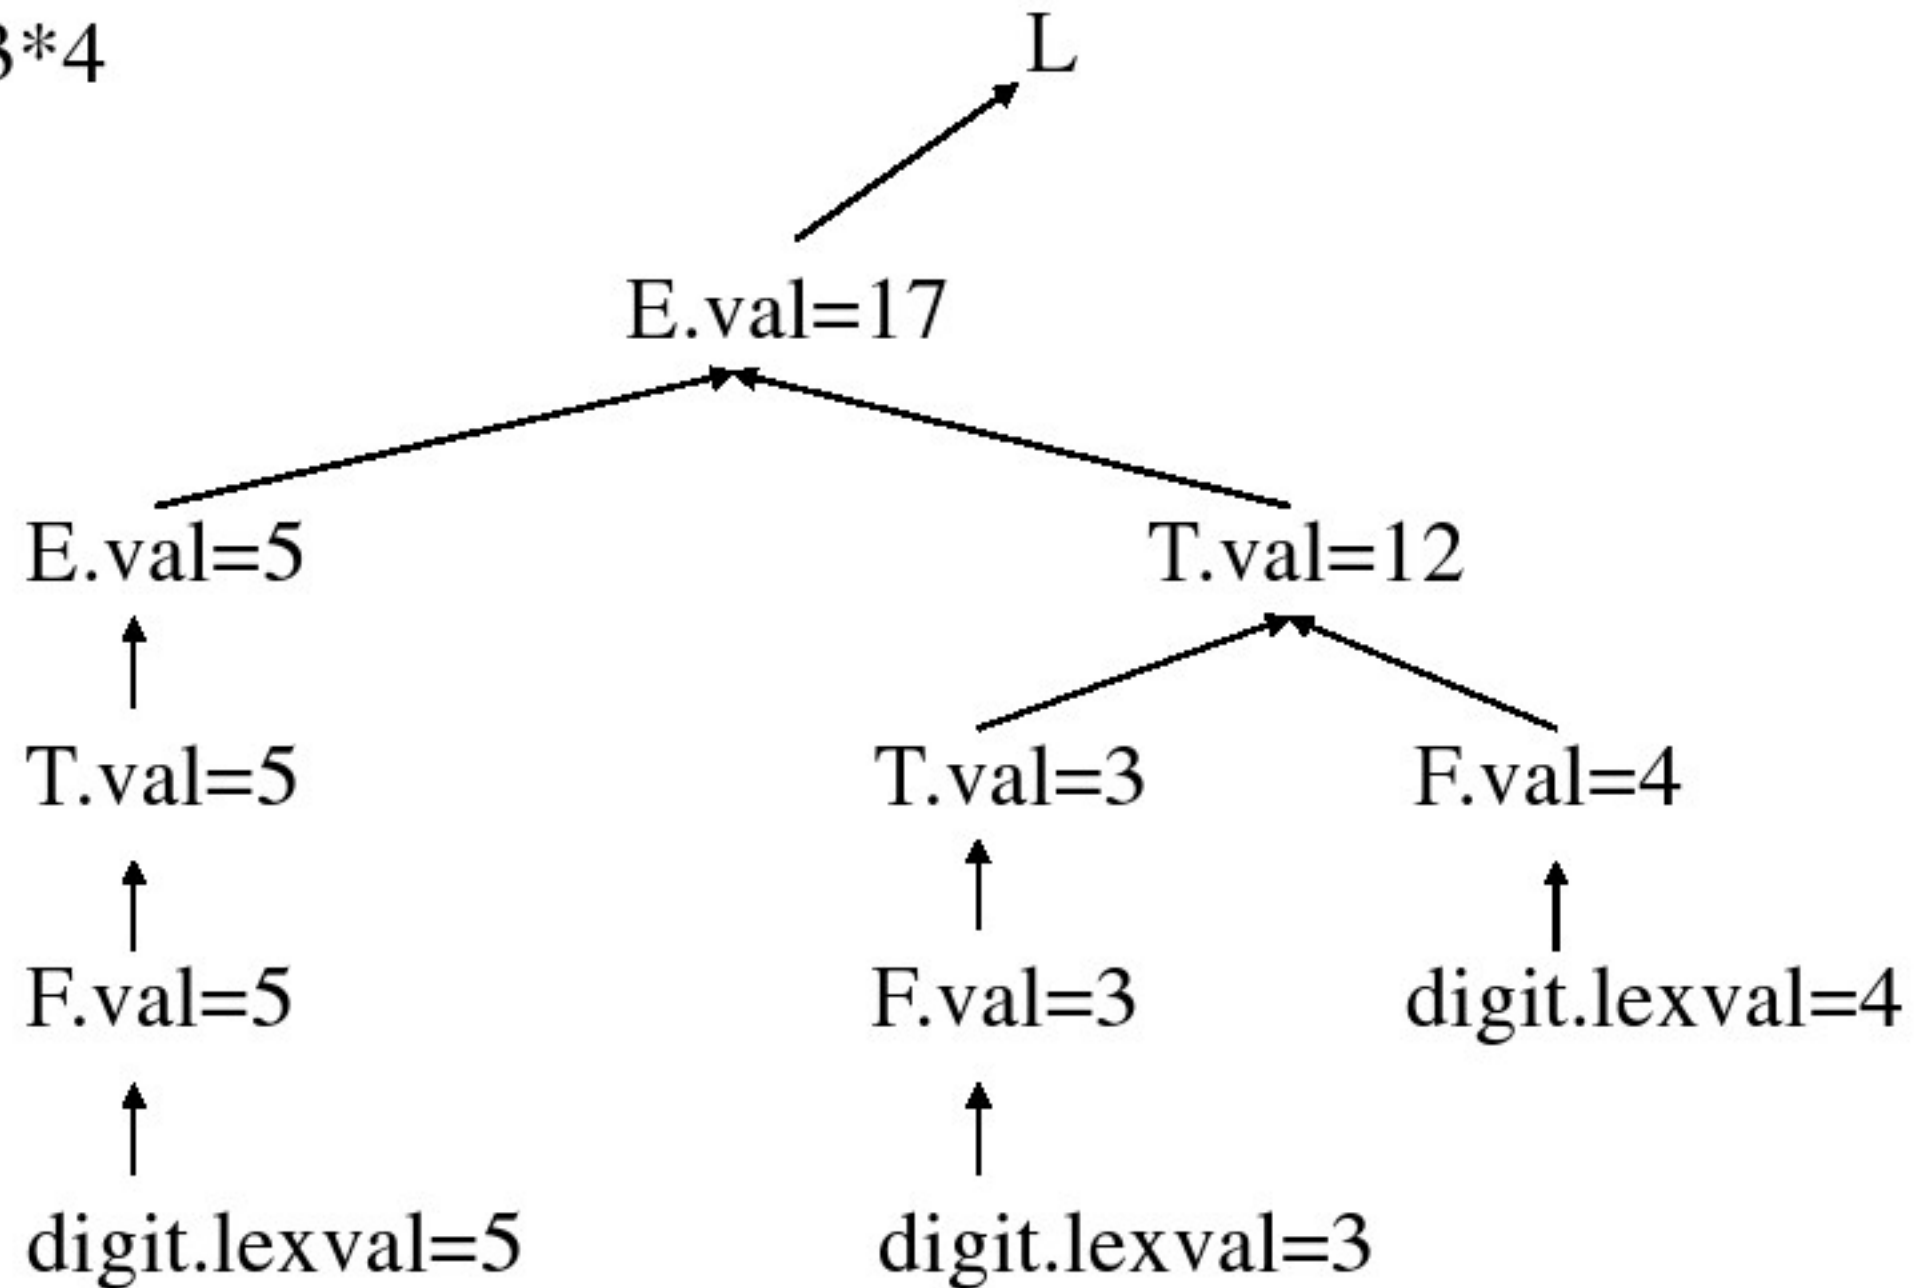 3*4
L
E.val=17
E.val=5 T.val=12
T.val=5 T.val=3 F.val=4
F.val=5 F.val=3 digit.lexval=4
digit.lexval=5 digit.lexval=3